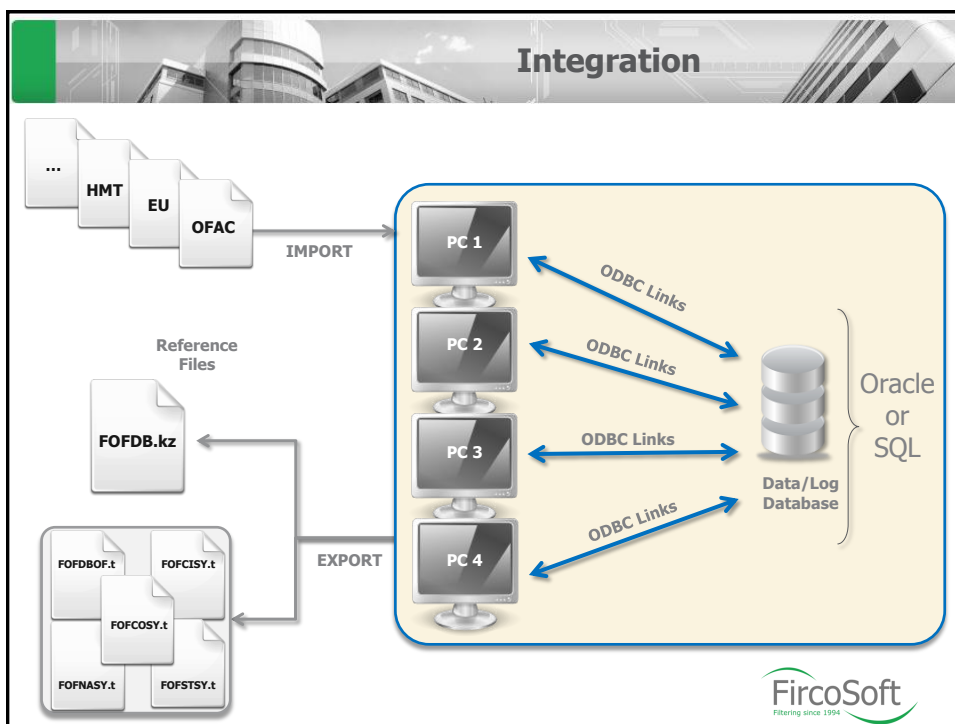 Integration
...
HMT
EU
OFAC
IMPORT
PC 1
ODBC Links
PC 2
ODBC Links
Reference
Files
FOFDB.kz
PC 3
ODBC Links
Oracle
or
SQL
Data/Log
Database
EXPORT
PC 4
ODBC Links
FOFDBOF.t
FOFCISY.t
FOFCOSY.t
FOFNASY.t
FOFSTSY.t
FircoSoft
Filtering since 1994